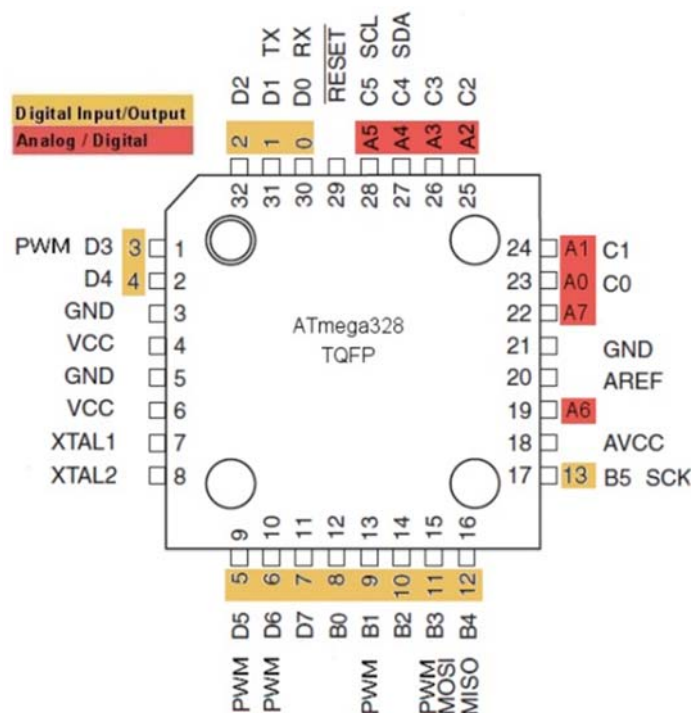 Digital Input/Output
Analog / Digital
D2
D1 TX
D0 RX
RESET
C5 SCL
C4 SDA
C3
C2
2
1
0
A5
A4
A3
A2
32
31
30
29
28
27
26
25
PWM D3 3 1
D4 4 2
GND 3
VCC 4
GND 5
VCC 6
XTAL1 7
XTAL2 8
ATmega328
TQFP
24 A1 C1
23 A0 C0
22 A7
21 GND
20 AREF
19 A6
18 AVCC
17 13 B5 SCK
9
10
11
12
13
14
15
16
5
6
7
8
9
10
11
12
PWM D5
PWM D6
D7
B0
PWM B1
B2
PWM B3
MOSI
MISO B4